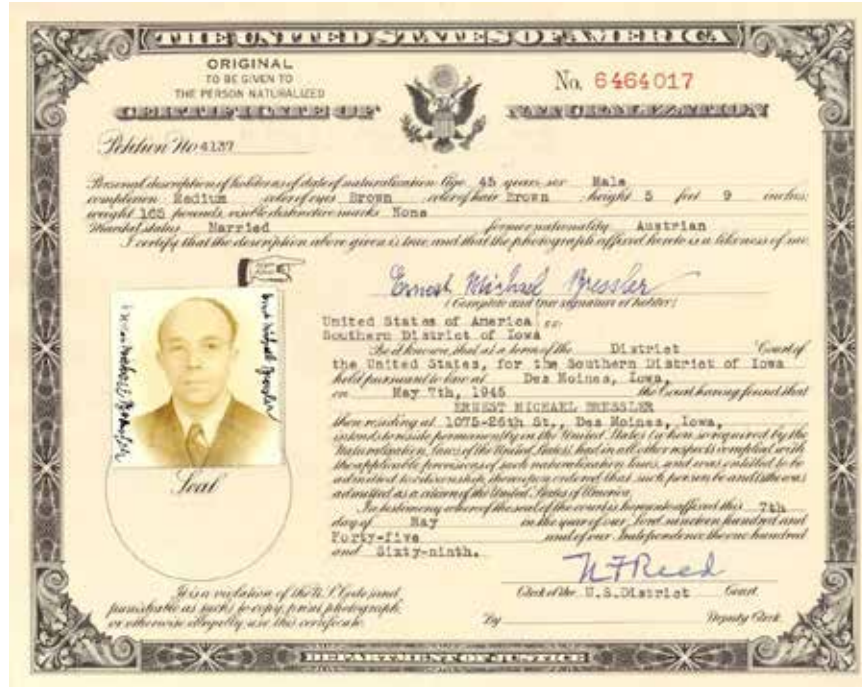 THE UNITED STATES OF AMERICA
ORIGINAL
TO BE GIVEN TO
THE PERSON NATURALIZED
No. 6464017
CERTIFICATE OF NATURALIZATION
Petition No 4137
Personal description of holder as of date of naturalization: Age 45 years; sex Male
complexion Medium color of eyes Brown color of hair Brown height 5 feet 9 inches;
weight 165 pounds; visible distinctive marks None
Marital status Married former nationality Austrian
I certify that the description above given is true, and that the photograph affixed hereto is a likeness of me.
Ernest Michael Bressler
(Complete and true signature of holder)
Ernest Michael Bressler
Ernest Michael Bressler
Seal
United States of America ss:
Southern District of Iowa
Be it known, that at a term of the District Court of
the United States, for the Southern District of Iowa
held pursuant to law at Des Moines, Iowa,
on May 7th, 1945 the Court having found that
ERNEST MICHAEL BRESSLER
then residing at 1075-26th St., Des Moines, Iowa,
intends to reside permanently in the United States (when so required by the
Naturalization Laws of the United States), had in all other respects complied with
the applicable provisions of such naturalization laws, and was entitled to be
admitted to citizenship, thereupon ordered that such person be and (s)he was
admitted as a citizen of the United States of America.
In testimony whereof the seal of the court is hereunto affixed this 7th
day of May in the year of our Lord nineteen hundred and
Forty-five and of our Independence the one hundred
and Sixty-ninth.
N F Reed
Clerk of the U.S. District Court.
By Deputy Clerk.
It is a violation of the U.S. Code (and
punishable as such) to copy, print, photograph,
or otherwise illegally use this certificate.
DEPARTMENT OF JUSTICE